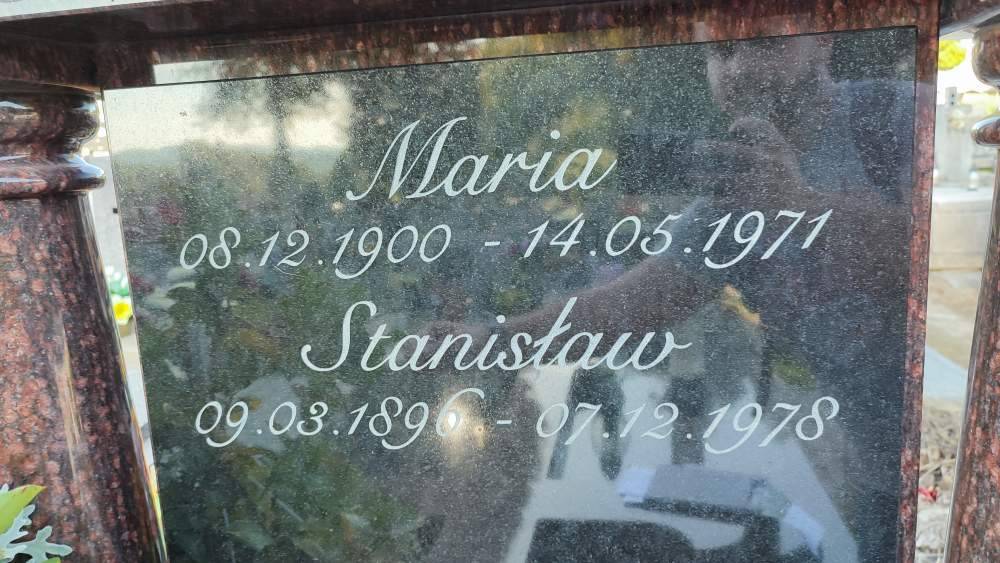 Maria
08.12.1900 - 14.05.1971
Stanisław
09.03.1896 - 07.12.1978